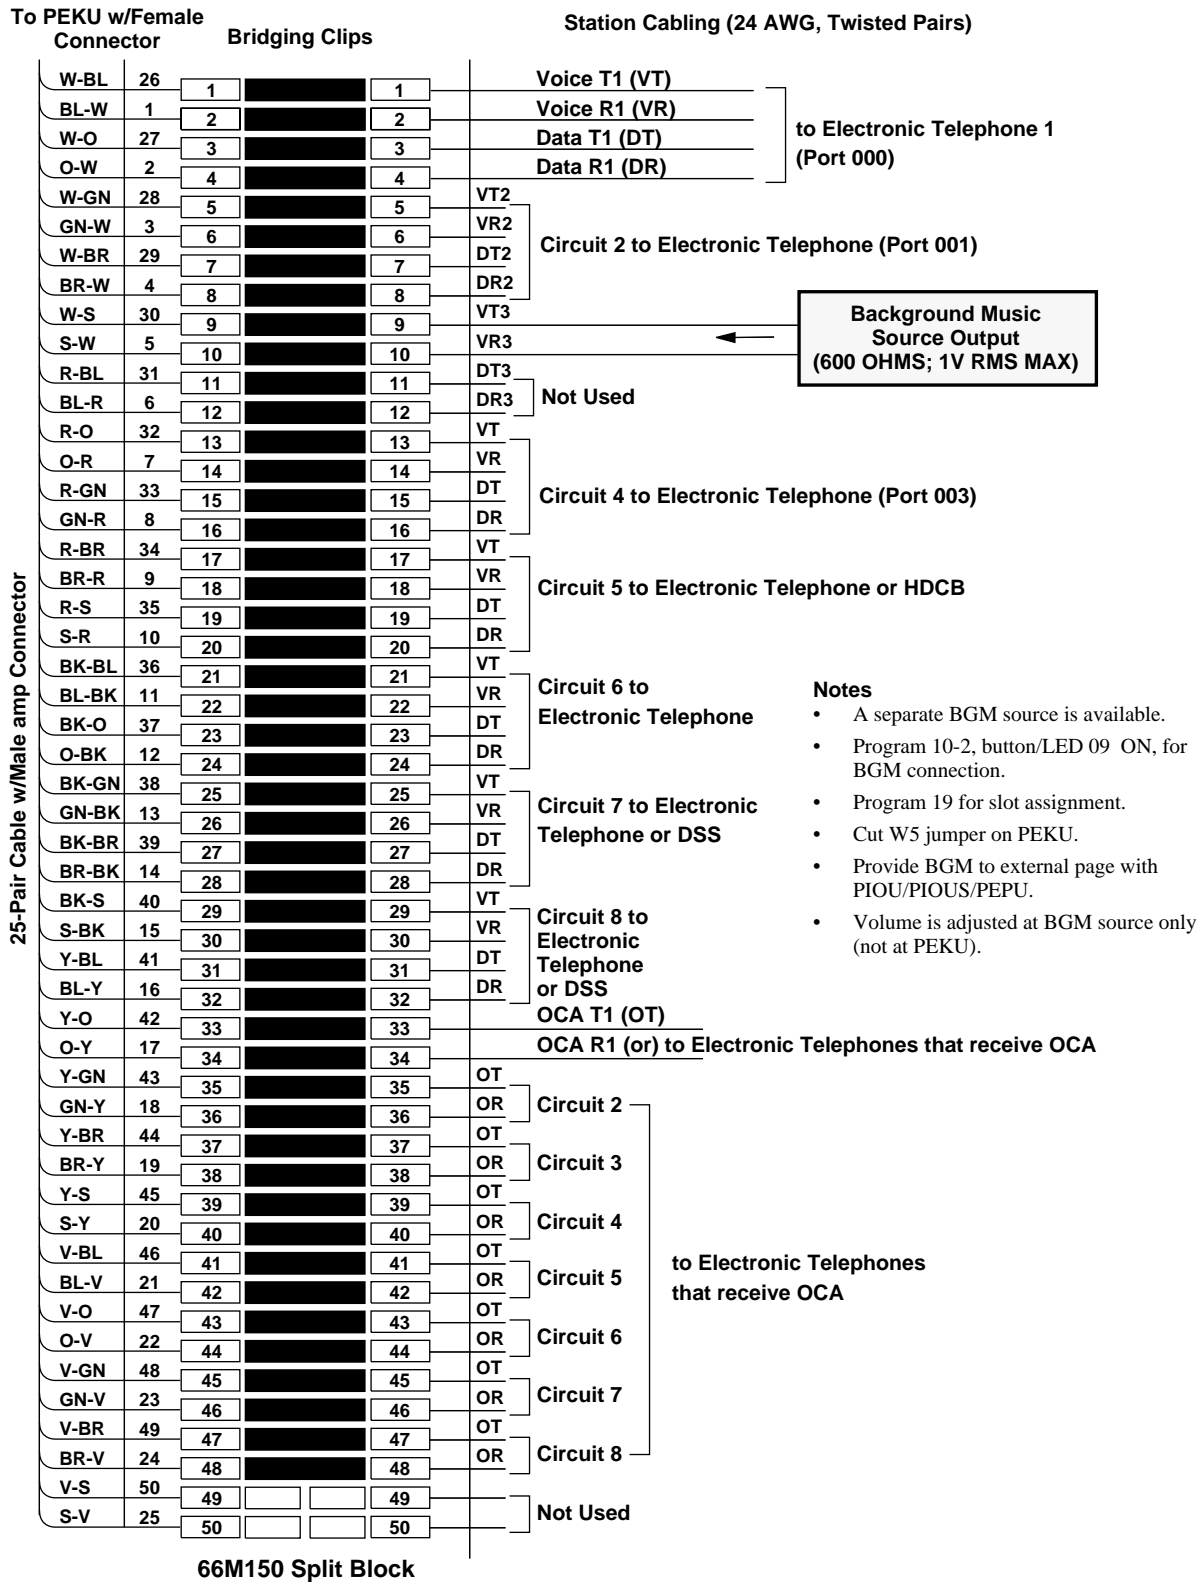 To PEKU w/Female
Connector
Bridging Clips
Station Cabling (24 AWG, Twisted Pairs)
25-Pair Cable w/Male amp Connector
W-BL 26 1 1 Voice T1 (VT)
BL-W 1 2 2 Voice R1 (VR)
W-O 27 3 3 Data T1 (DT)
O-W 2 4 4 Data R1 (DR)
to Electronic Telephone 1
(Port 000)
W-GN 28 5 5 VT2
GN-W 3 6 6 VR2
W-BR 29 7 7 DT2
BR-W 4 8 8 DR2
Circuit 2 to Electronic Telephone (Port 001)
W-S 30 9 9 VT3
S-W 5 10 10 VR3
Background Music
Source Output
(600 OHMS; 1V RMS MAX)
R-BL 31 11 11 DT3
BL-R 6 12 12 DR3
Not Used
R-O 32 13 13 VT
O-R 7 14 14 VR
R-GN 33 15 15 DT
GN-R 8 16 16 DR
Circuit 4 to Electronic Telephone (Port 003)
R-BR 34 17 17 VT
BR-R 9 18 18 VR
R-S 35 19 19 DT
S-R 10 20 20 DR
Circuit 5 to Electronic Telephone or HDCB
BK-BL 36 21 21 VT
BL-BK 11 22 22 VR
BK-O 37 23 23 DT
O-BK 12 24 24 DR
Circuit 6 to
Electronic Telephone
BK-GN 38 25 25 VT
GN-BK 13 26 26 VR
BK-BR 39 27 27 DT
BR-BK 14 28 28 DR
Circuit 7 to Electronic
Telephone or DSS
BK-S 40 29 29 VT
S-BK 15 30 30 VR
Y-BL 41 31 31 DT
BL-Y 16 32 32 DR
Circuit 8 to
Electronic
Telephone
or DSS
Notes
• A separate BGM source is available.
• Program 10-2, button/LED 09 ON, for
BGM connection.
• Program 19 for slot assignment.
• Cut W5 jumper on PEKU.
• Provide BGM to external page with
PIOU/PIOUS/PEPU.
• Volume is adjusted at BGM source only
(not at PEKU).
Y-O 42 33 33 OCA T1 (OT)
O-Y 17 34 34 OCA R1 (or) to Electronic Telephones that receive OCA
Y-GN 43 35 35 OT
GN-Y 18 36 36 OR
Circuit 2
Y-BR 44 37 37 OT
BR-Y 19 38 38 OR
Circuit 3
Y-S 45 39 39 OT
S-Y 20 40 40 OR
Circuit 4
V-BL 46 41 41 OT
BL-V 21 42 42 OR
Circuit 5
to Electronic Telephones
that receive OCA
V-O 47 43 43 OT
O-V 22 44 44 OR
Circuit 6
V-GN 48 45 45 OT
GN-V 23 46 46 OR
Circuit 7
V-BR 49 47 47 OT
BR-V 24 48 48 OR
Circuit 8
V-S 50 49 49
S-V 25 50 50
Not Used
66M150 Split Block